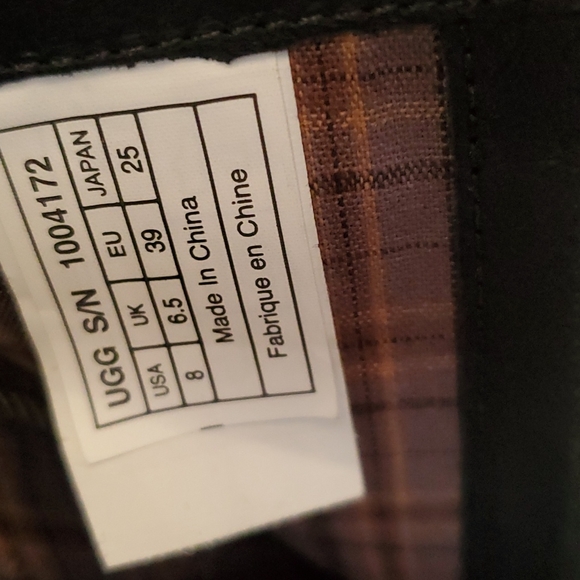 UGG S/N 1004172
USA UK EU JAPAN
8 6.5 39 25
Made In China
Fabrique en Chine